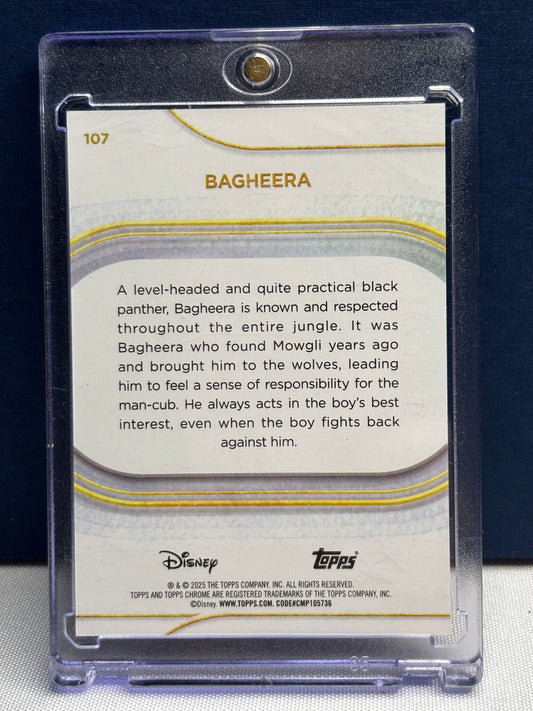 107
BAGHEERA
A level-headed and quite practical black
panther, Bagheera is known and respected
throughout the entire jungle. It was
Bagheera who found Mowgli years ago
and brought him to the wolves, leading
him to feel a sense of responsibility for the
man-cub. He always acts in the boy's best
interest, even when the boy fights back
against him.
Disney topps
® & © 2025 THE TOPPS COMPANY, INC. ALL RIGHTS RESERVED.
TOPPS AND TOPPS CHROME ARE REGISTERED TRADEMARKS OF THE TOPPS COMPANY, INC.
©Disney. WWW.TOPPS.COM. CODE#CMP105736